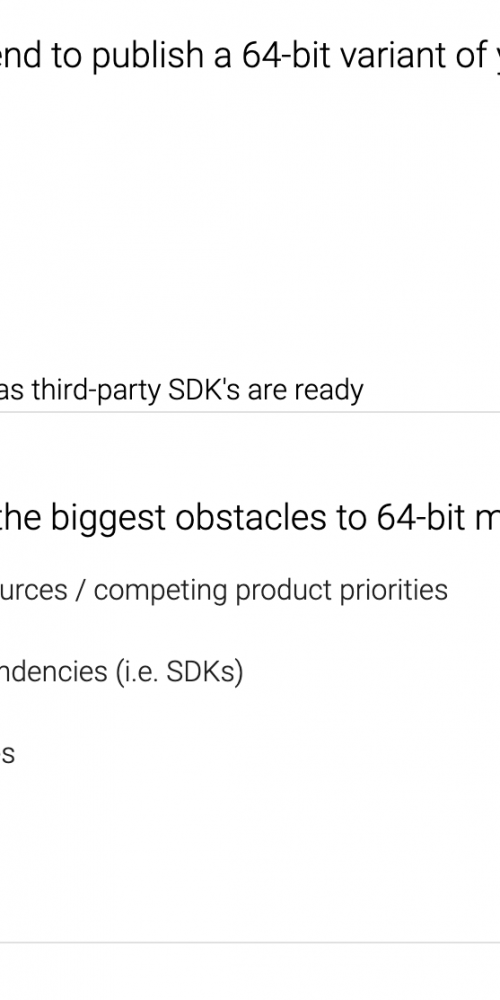 end to publish a 64-bit variant of
as third-party SDK's are ready
the biggest obstacles to 64-bit m
urces / competing product priorities
ndencies (i.e. SDKs)
s